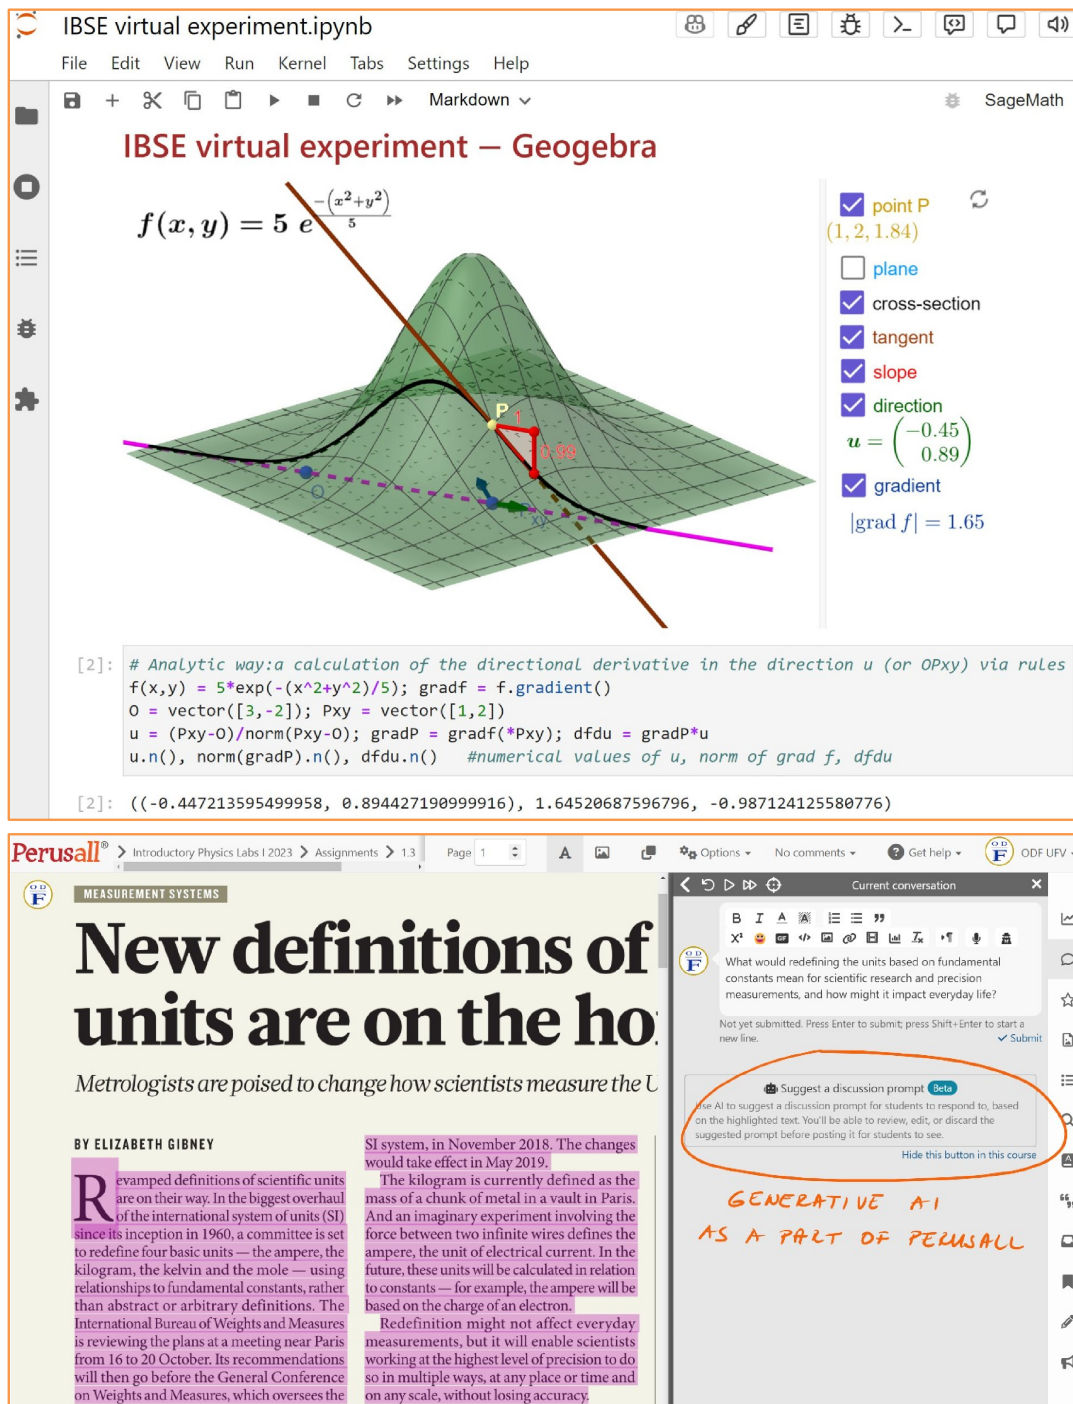 IBSE virtual experiment.ipynb
File Edit View Run Kernel Tabs Settings Help
Markdown
SageMath
IBSE virtual experiment – Geogebra
f(x, y) = 5 e^{-(x^2+y^2)/5}
point P
(1, 2, 1.84)
plane
cross-section
tangent
slope
direction
u = (-0.45
0.89)
gradient
|grad f| = 1.65
P
1
0.99
O
P xy
[2]: # Analytic way:a calculation of the directional derivative in the direction u (or OPxy) via rules
f(x,y) = 5*exp(-(x^2+y^2)/5); gradf = f.gradient()
O = vector([3,-2]); Pxy = vector([1,2])
u = (Pxy-O)/norm(Pxy-O); gradP = gradf(*Pxy); dfdu = gradP*u
u.n(), norm(gradP).n(), dfdu.n() #numerical values of u, norm of grad f, dfdu
[2]: ((-0.447213595499958, 0.894427190999916), 1.64520687596796, -0.987124125580776)
Perusall® > Introductory Physics Labs I 2023 > Assignments > 1.3 Page 1 A Options No comments Get help ODF ODF UFV
ODF
MEASUREMENT SYSTEMS
New definitions of
units are on the ho
Metrologists are poised to change how scientists measure the U
BY ELIZABETH GIBNEY
Revamped definitions of scientific units
are on their way. In the biggest overhaul
of the international system of units (SI)
since its inception in 1960, a committee is set
to redefine four basic units — the ampere, the
kilogram, the kelvin and the mole — using
relationships to fundamental constants, rather
than abstract or arbitrary definitions. The
International Bureau of Weights and Measures
is reviewing the plans at a meeting near Paris
from 16 to 20 October. Its recommendations
will then go before the General Conference
on Weights and Measures, which oversees the
SI system, in November 2018. The changes
would take effect in May 2019.
The kilogram is currently defined as the
mass of a chunk of metal in a vault in Paris.
And an imaginary experiment involving the
force between two infinite wires defines the
ampere, the unit of electrical current. In the
future, these units will be calculated in relation
to constants — for example, the ampere will be
based on the charge of an electron.
Redefinition might not affect everyday
measurements, but it will enable scientists
working at the highest level of precision to do
so in multiple ways, at any place or time and
on any scale, without losing accuracy.
Current conversation
B I A A
X² GIF </> Tx ¶
ODF
What would redefining the units based on fundamental
constants mean for scientific research and precision
measurements, and how might it impact everyday life?
Not yet submitted. Press Enter to submit; press Shift+Enter to start a
new line.
Submit
Suggest a discussion prompt Beta
Use AI to suggest a discussion prompt for students to respond to, based
on the highlighted text. You'll be able to review, edit, or discard the
suggested prompt before posting it for students to see.
Hide this button in this course
GENERATIVE AI
AS A PART OF PERUSALL